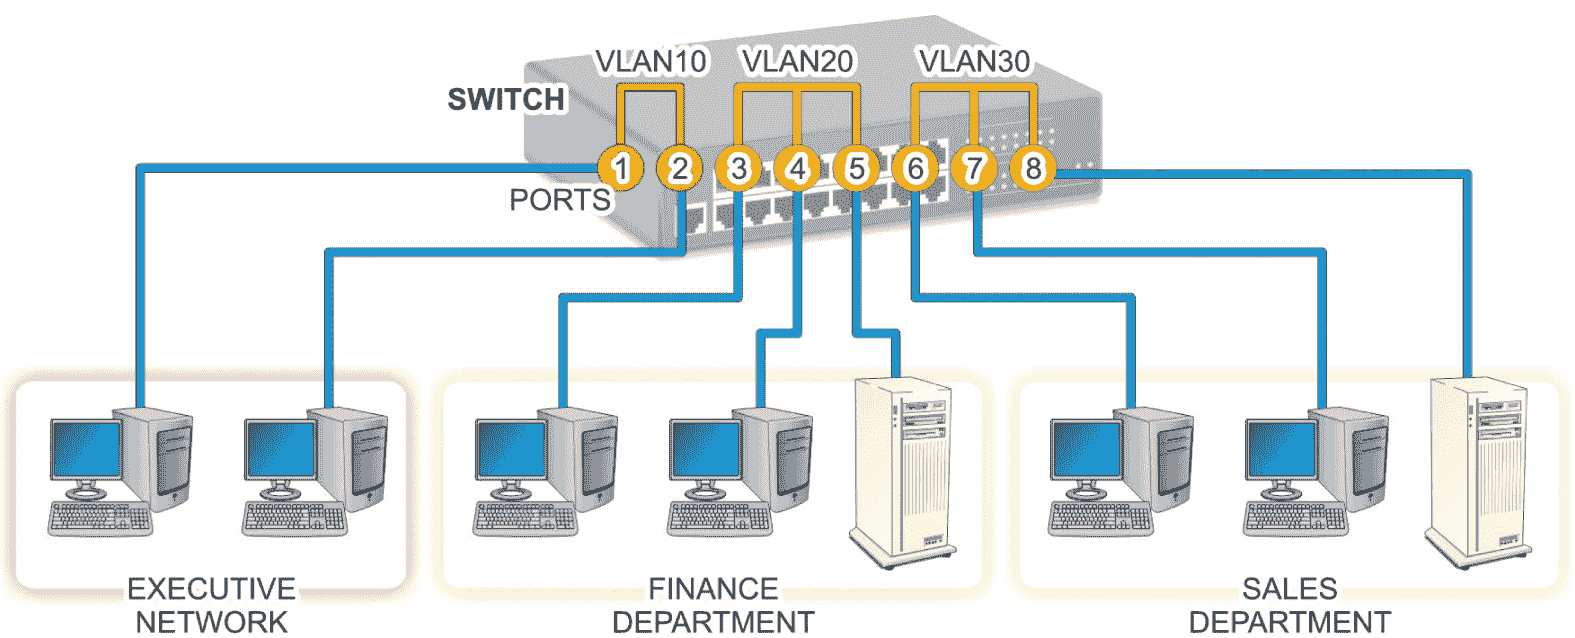 VLAN10
VLAN20
VLAN30
SWITCH
1
2
3
4
5
6
7
8
PORTS
EXECUTIVE
NETWORK
FINANCE
DEPARTMENT
SALES
DEPARTMENT